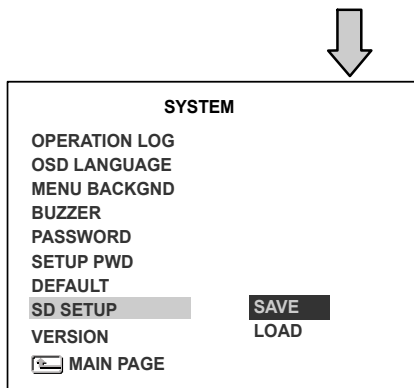 SYSTEM
OPERATION LOG
OSD LANGUAGE
MENU BACKGND
BUZZER
PASSWORD
SETUP PWD
DEFAULT
SD SETUP SAVE
VERSION LOAD
MAIN PAGE